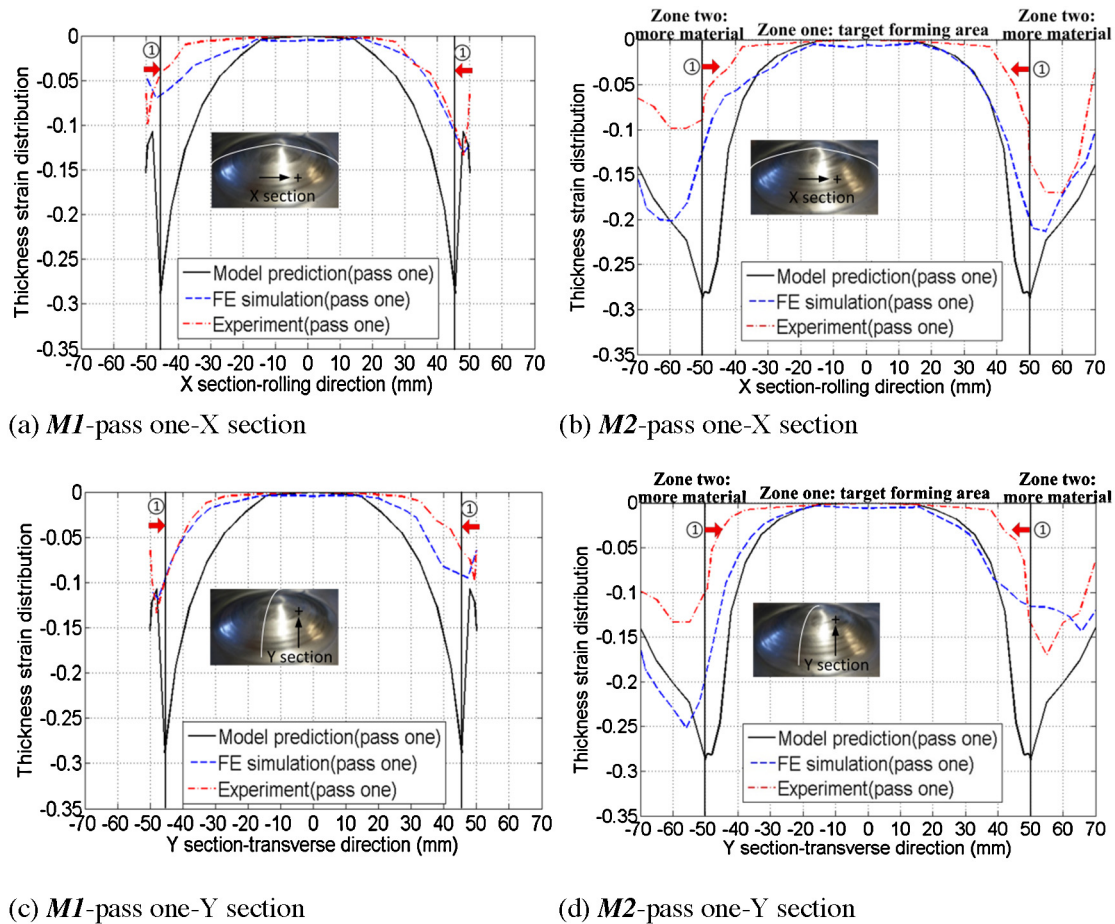 Zone two:
more material
Zone one: target forming area
Zone two:
more material
0
-0.05
-0.1
-0.15
-0.2
-0.25
-0.3
-0.35
Thickness strain distribution
①
①
X section
Model prediction(pass one)
FE simulation(pass one)
Experiment(pass one)
-70 -60 -50 -40 -30 -20 -10 0 10 20 30 40 50 60 70
X section-rolling direction (mm)
0
-0.05
-0.1
-0.15
-0.2
-0.25
-0.3
-0.35
Thickness strain distribution
①
①
X section
Model prediction(pass one)
FE simulation(pass one)
Experiment(pass one)
-70 -60 -50 -40 -30 -20 -10 0 10 20 30 40 50 60 70
X section-rolling direction (mm)
(a) M1-pass one-X section
(b) M2-pass one-X section
0
-0.05
-0.1
-0.15
-0.2
-0.25
-0.3
-0.35
Thickness strain distribution
①
①
Y section
Model prediction(pass one)
FE simulation(pass one)
Experiment(pass one)
-70 -60 -50 -40 -30 -20 -10 0 10 20 30 40 50 60 70
Y section-transverse direction (mm)
Zone two:
more material
Zone one: target forming area
Zone two:
more material
0
-0.05
-0.1
-0.15
-0.2
-0.25
-0.3
-0.35
Thickness strain distribution
①
①
Y section
Model prediction(pass one)
FE simulation(pass one)
Experiment(pass one)
-70 -60 -50 -40 -30 -20 -10 0 10 20 30 40 50 60 70
Y section-transverse direction (mm)
(c) M1-pass one-Y section
(d) M2-pass one-Y section